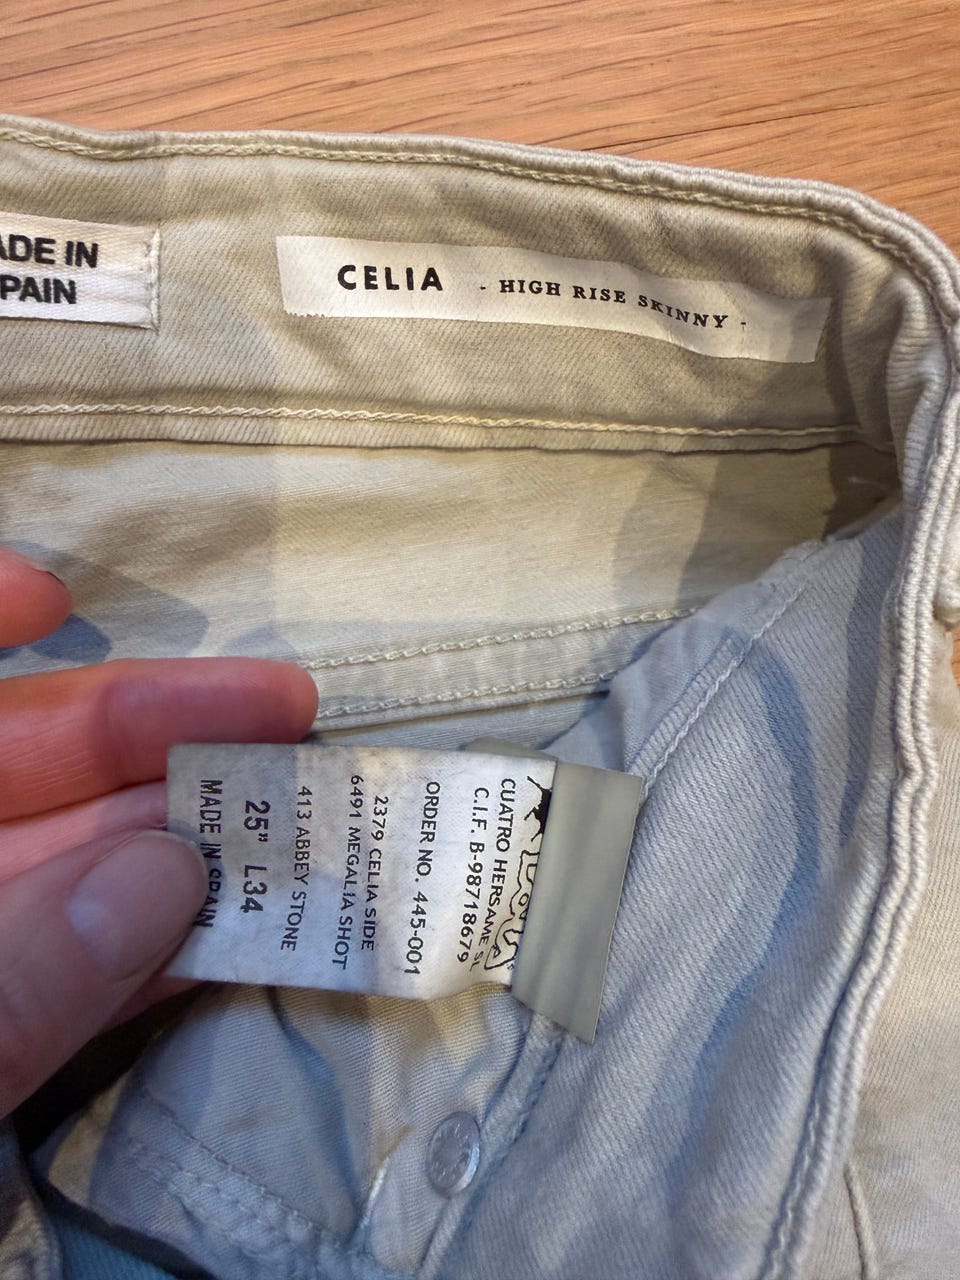 ADE IN
PAIN
CELIA - HIGH RISE SKINNY -
CUATRO HERSAME SL
C.I.F. B-98718679
ORDER NO. 445-001
2379 CELIA SIDE
6491 MEGALIA SHOT
413 ABBEY STONE
25" L34
MADE IN SPAIN